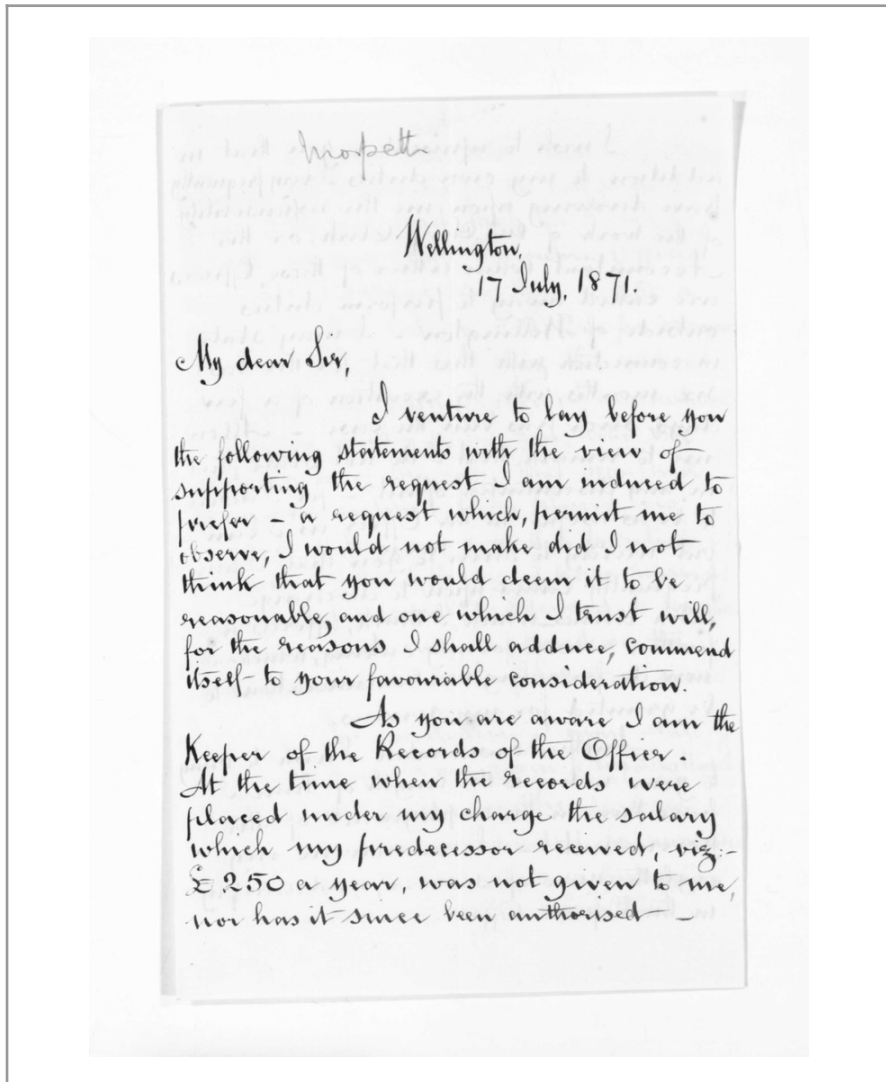 Morpeth
Wellington,
17 July, 1871.
My dear Sir,
I venture to lay before you
the following statements with the view of
supporting the request I am induced to
prefer – a request which, permit me to
observe, I would not make did I not
think that you would deem it to be
reasonable, and one which I trust will,
for the reasons I shall adduce, commend
itself to your favourable consideration.
As you are aware I am the
Keeper of the Records of the Office.
At the time when the records were
placed under my charge the salary
which my predecessor received, viz:–
£250 a year, was not given to me,
nor has it since been authorised –